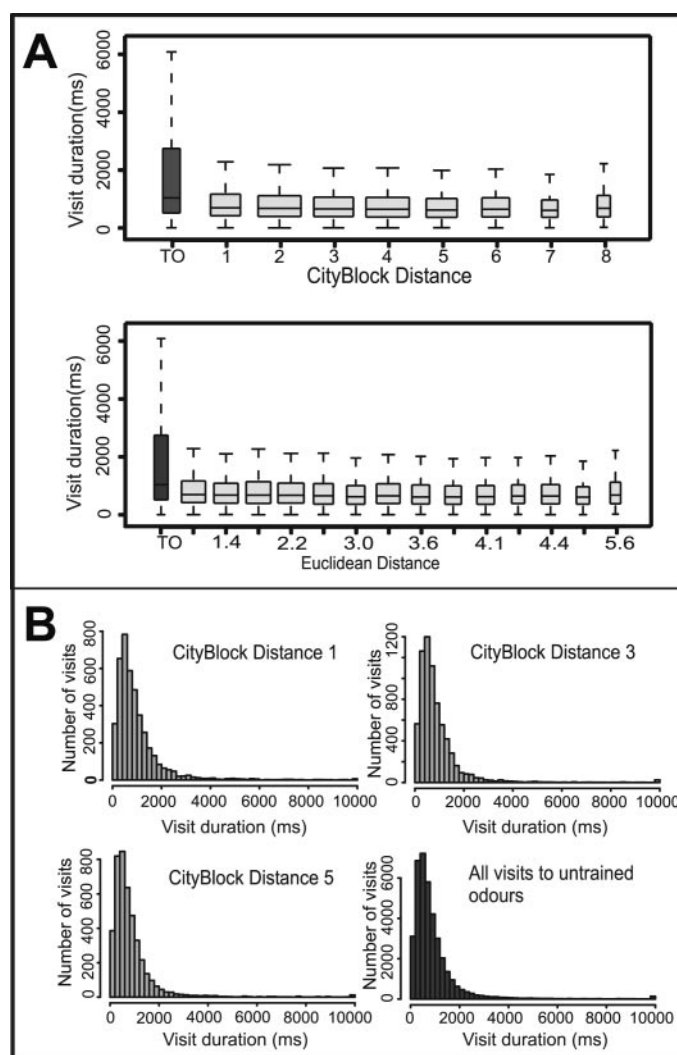 A
Visit duration(ms)
0 2000 4000 6000
TO 1 2 3 4 5 6 7 8
CityBlock Distance
Visit duration(ms)
0 2000 4000 6000
TO 1.4 2.2 3.0 3.6 4.1 4.4 5.6
Euclidean Distance
B
CityBlock Distance 1
Number of visits
0 200 400 600 800
0 2000 4000 6000 8000 10000
Visit duration (ms)
CityBlock Distance 3
Number of visits
0 400 800 1200
0 2000 4000 6000 8000 10000
Visit duration (ms)
CityBlock Distance 5
Number of visits
0 200 400 600 800
0 2000 4000 6000 8000 10000
Visit duration (ms)
All visits to untrained
odours
Number of visits
0 2000 4000 6000
0 2000 4000 6000 8000 10000
Visit duration (ms)